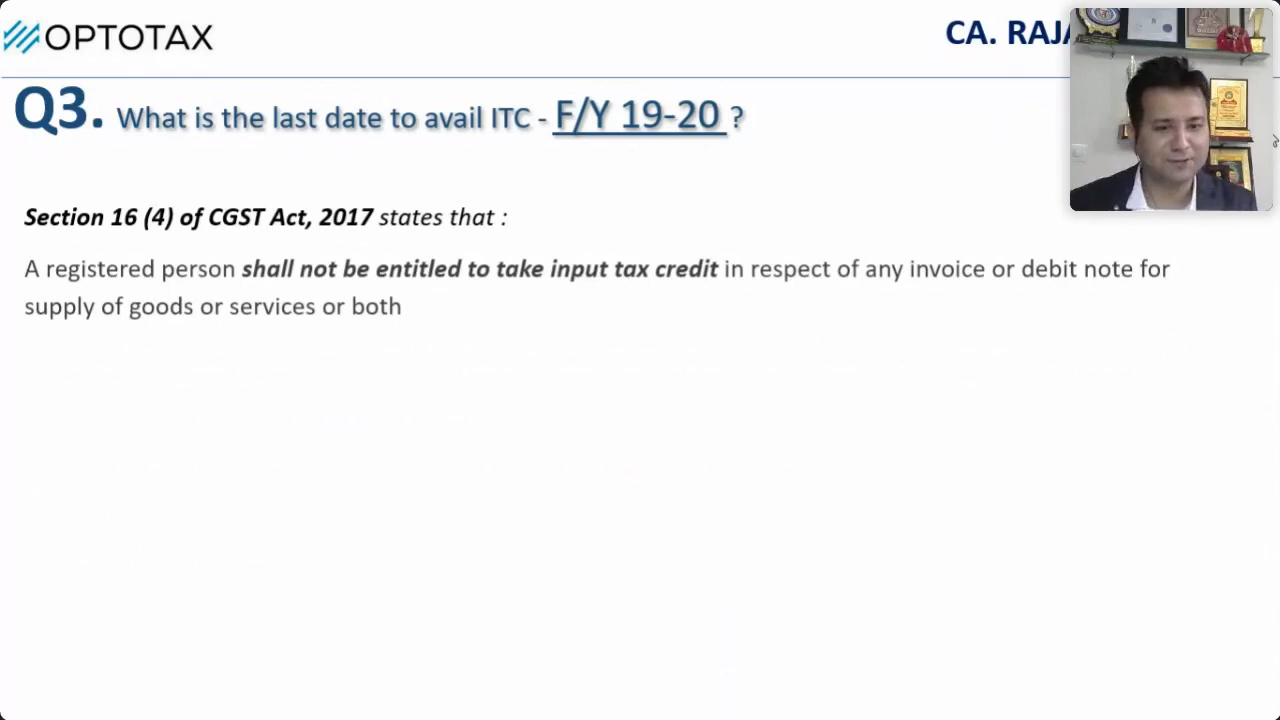 OPTOTAX
CA. RAJA
Q3. What is the last date to avail ITC - F/Y 19-20 ?
Section 16 (4) of CGST Act, 2017 states that :
A registered person shall not be entitled to take input tax credit in respect of any invoice or debit note for
supply of goods or services or both